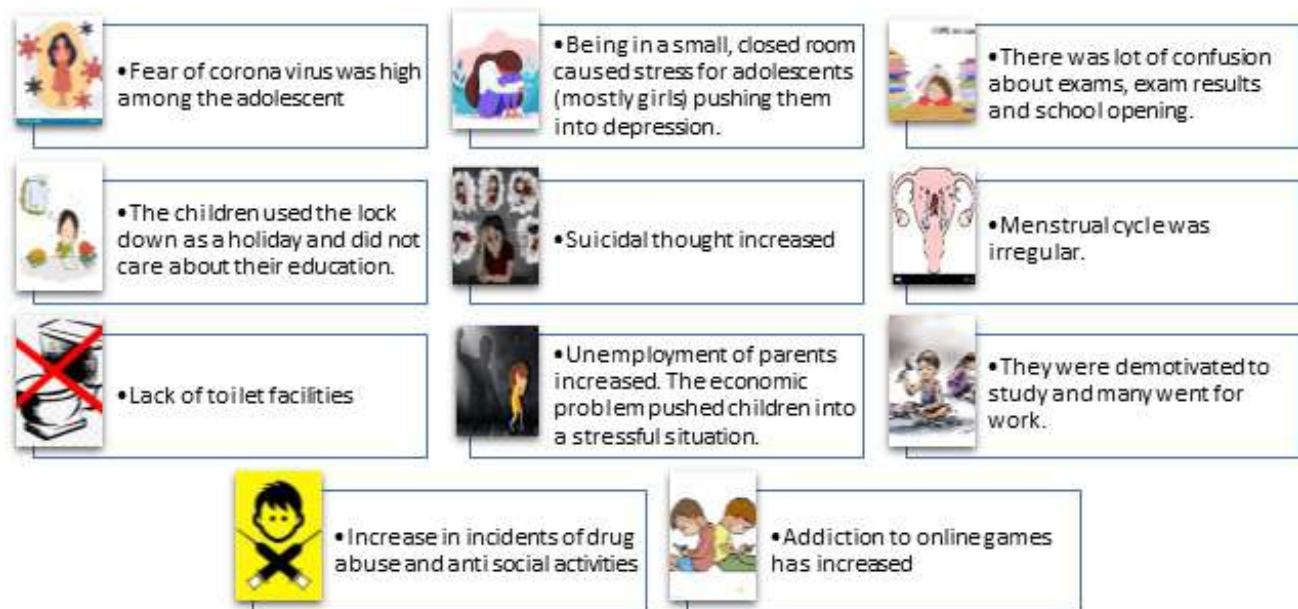 •Fear of corona virus was high
among the adolescent
•Being in a small, closed room
caused stress for adolescents
(mostly girls) pushing them
into depression.
•There was lot of confusion
about exams, exam results
and school opening.
•The children used the lock
down as a holiday and did not
care about their education.
•Suicidal thought increased
•Menstrual cycle was
irregular.
•Lack of toilet facilities
•Unemployment of parents
increased. The economic
problem pushed children into
a stressful situation.
•They were demotivated to
study and many went for
work.
•Increase in incidents of drug
abuse and anti social activities
•Addiction to online games
has increased